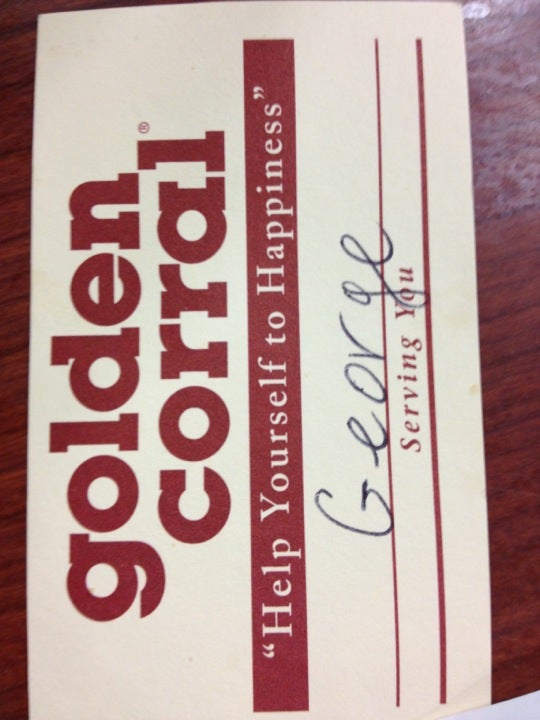 golden
corral®
"Help Yourself to Happiness"
George
Serving You